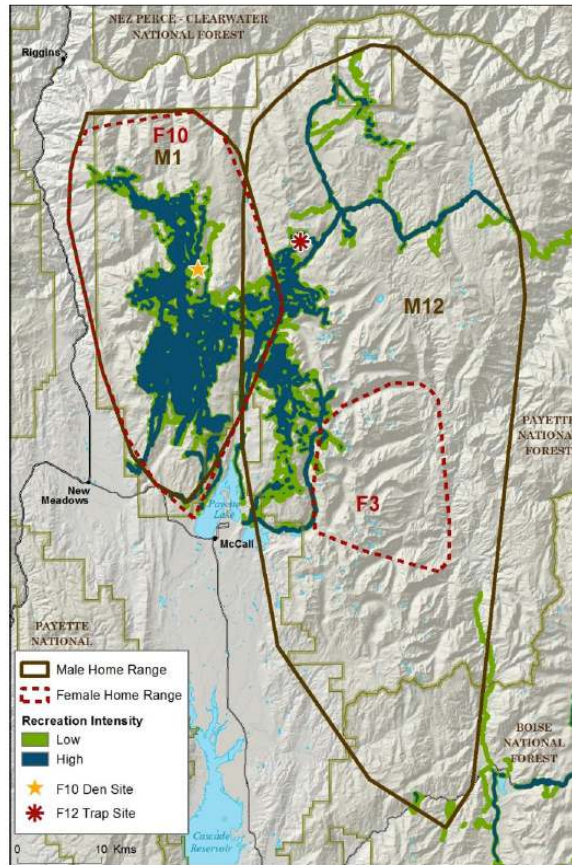 NEZ PERCE - CLEARWATER
NATIONAL FOREST
Riggins
F10
M1
M12
PAYETTE
NATIONAL
FOREST
F3
New
Meadows
Payette
Lake
McCall
PAYETTE
NATIONAL
Male Home Range
Female Home Range
Recreation Intensity
Low
High
F10 Den Site
F12 Trap Site
BOISE
NATIONAL
FOREST
Cascade
Reservoir
0 10 Kms